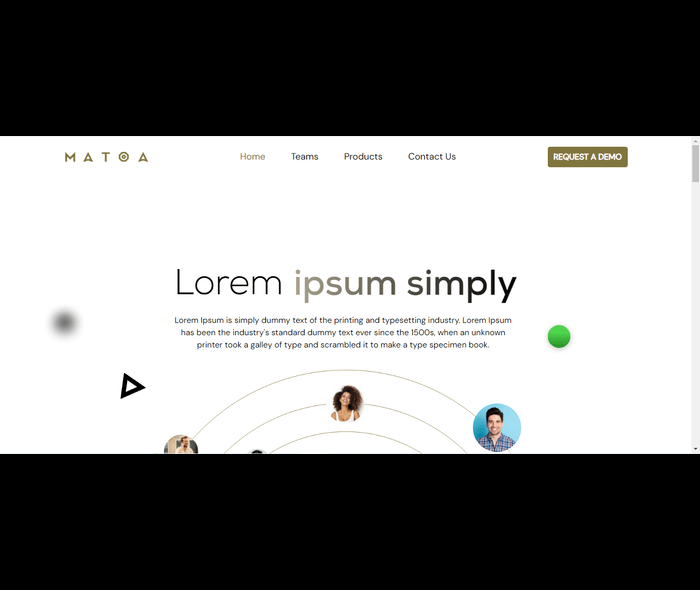 MATOA
Home Teams Products Contact Us
REQUEST A DEMO
Lorem ipsum simply
Lorem Ipsum is simply dummy text of the printing and typesetting industry. Lorem Ipsum
has been the industry's standard dummy text ever since the 1500s, when an unknown
printer took a galley of type and scrambled it to make a type specimen book.